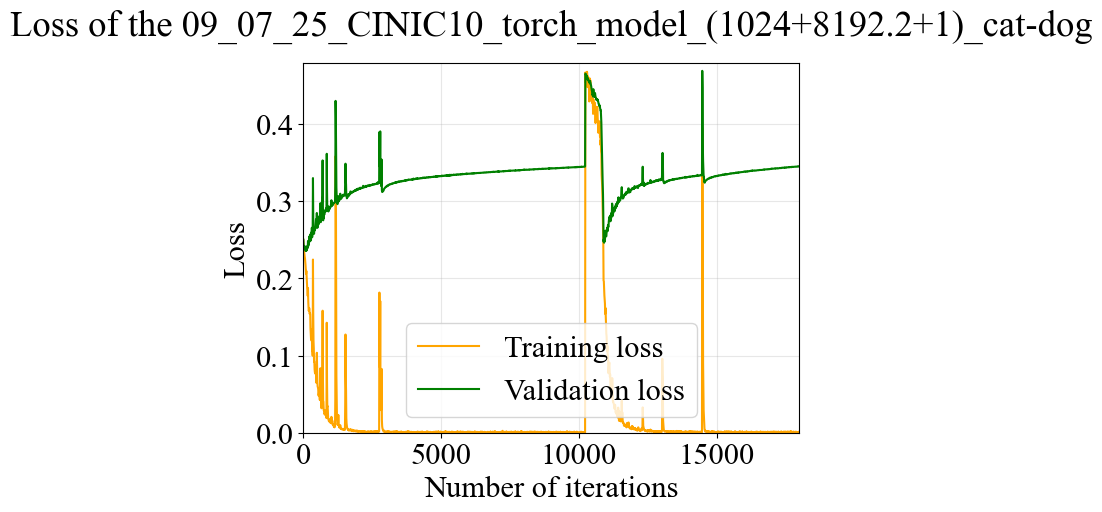 Loss of the 09_07_25_CINIC10_torch_model_(1024+8192.2+1)_cat-dog
0.4
0.3
0.2
0.1
0.0
Loss
Training loss
Validation loss
0 5000 10000 15000
Number of iterations